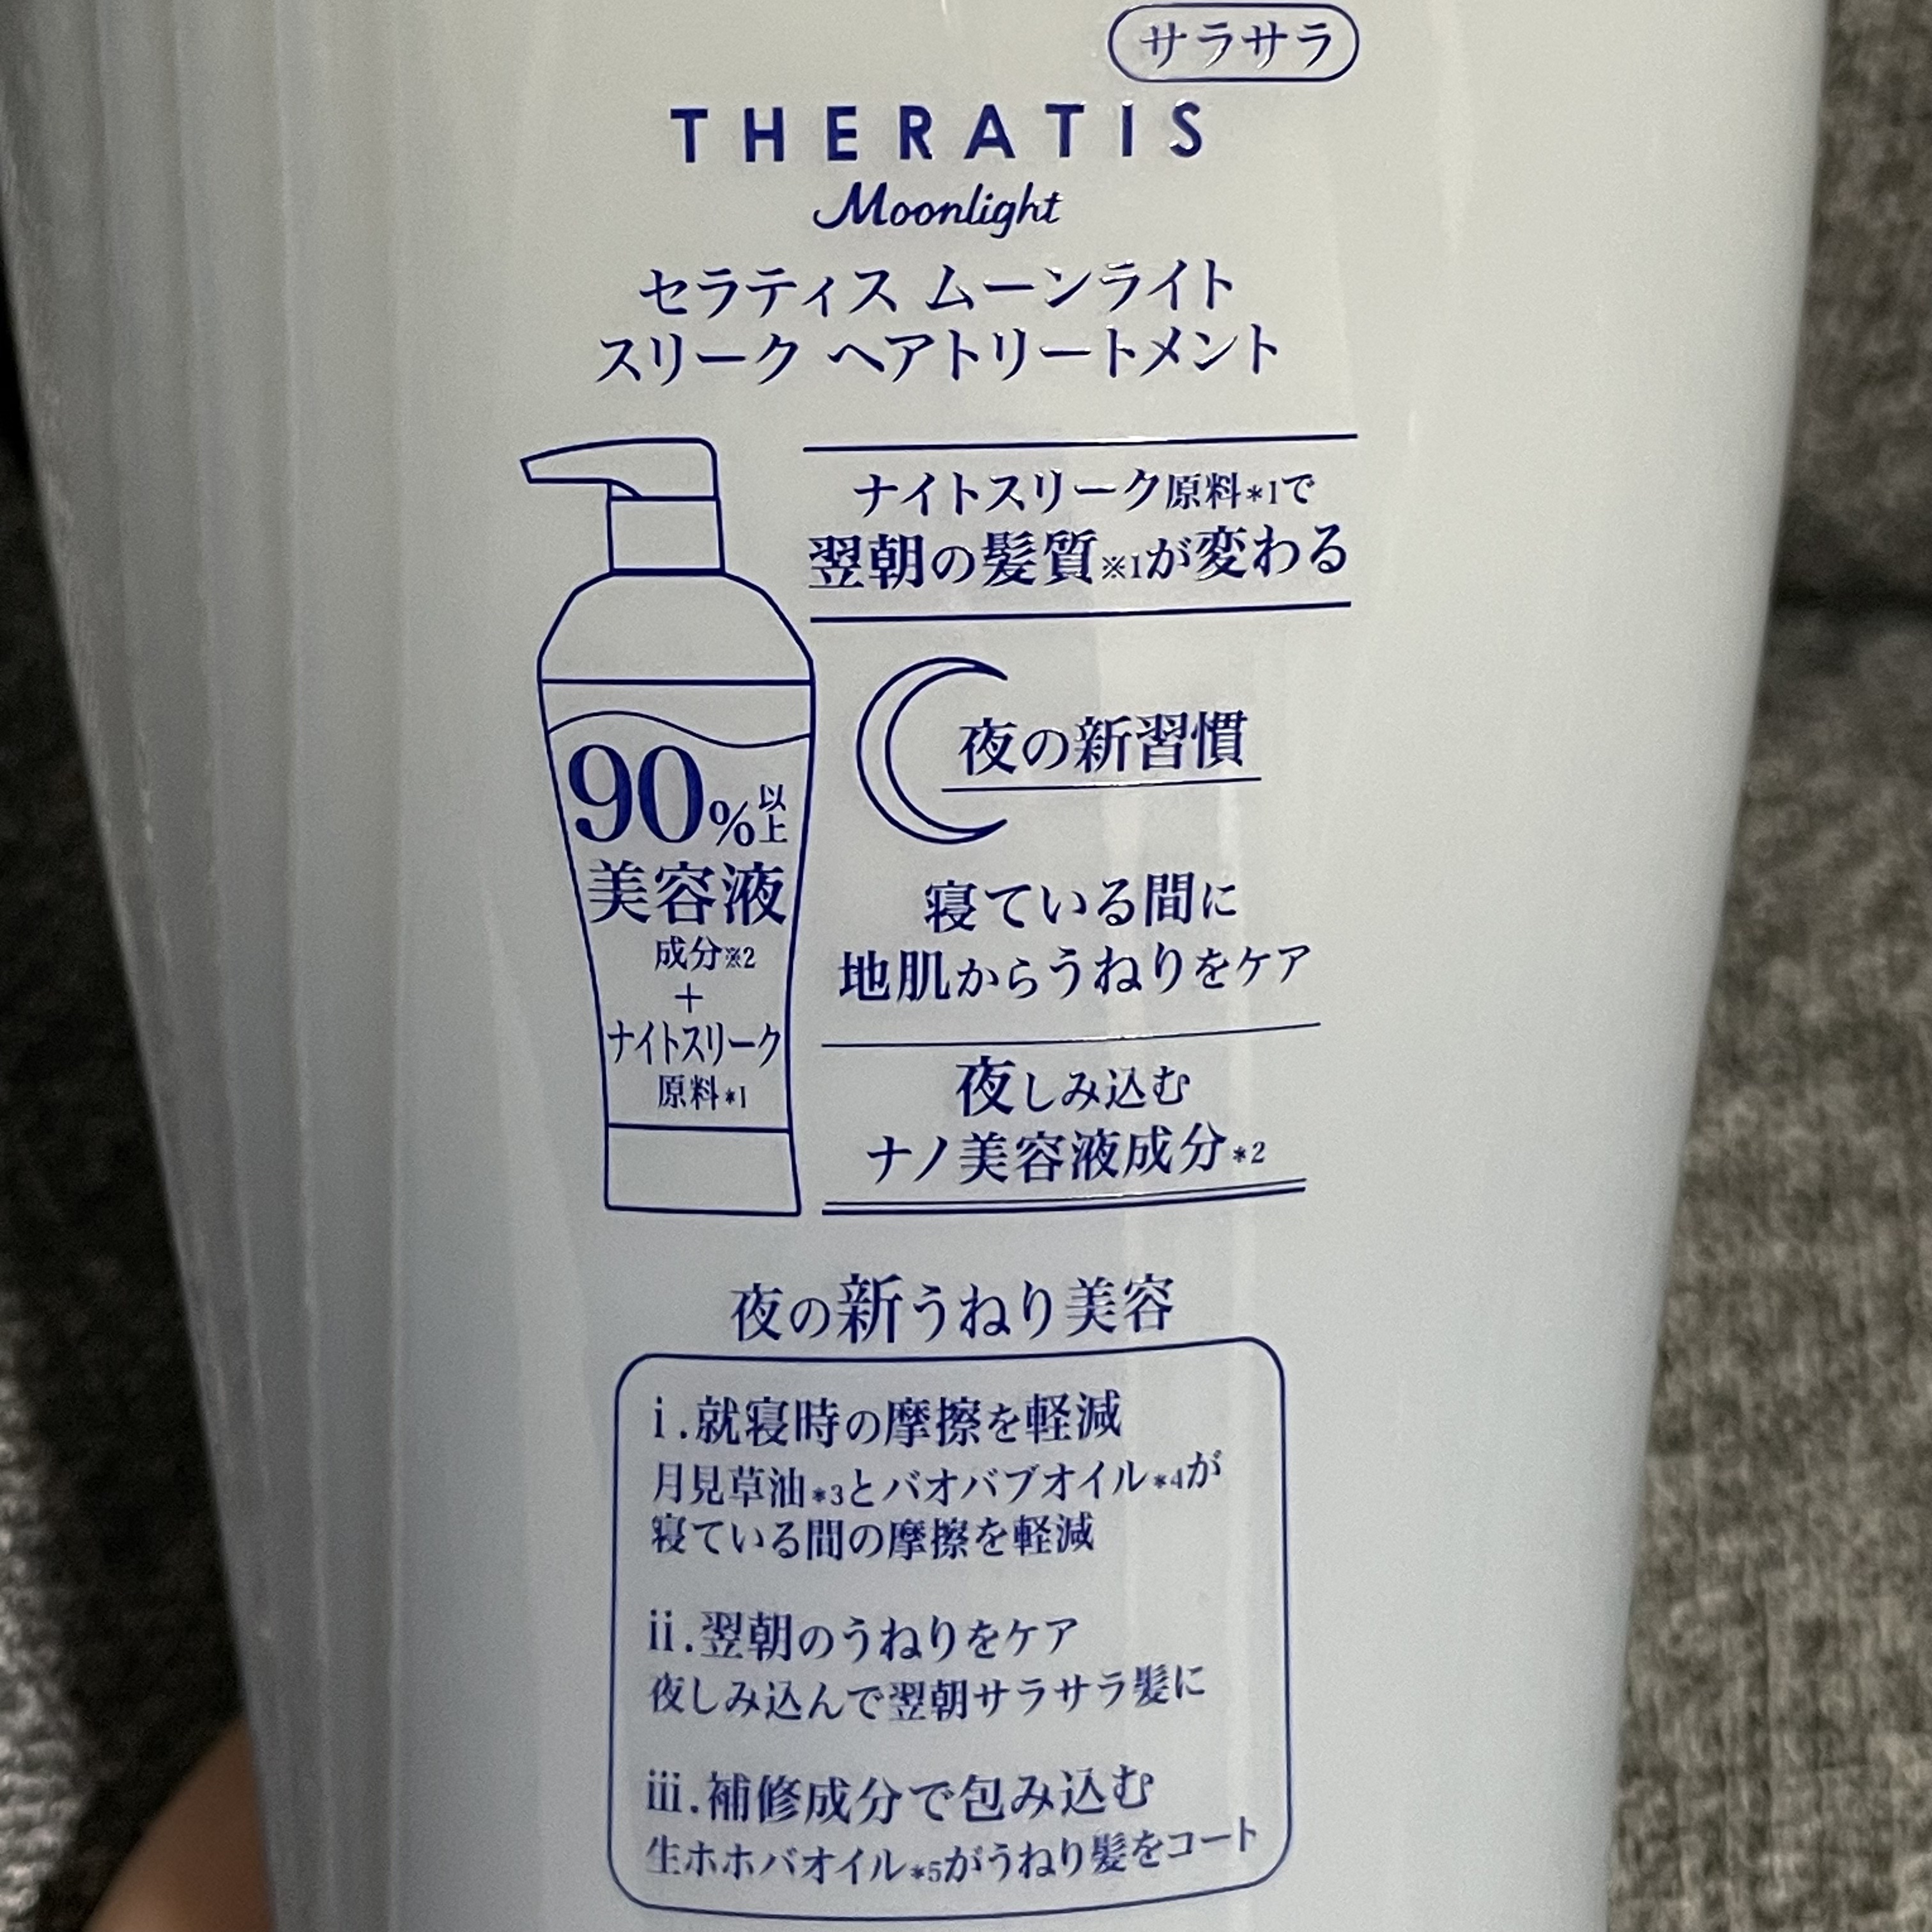 サラサラ
THERATIS
Moonlight
セラティス ムーンライト
スリーク ヘアトリートメント
ナイトスリーク原料*1で
翌朝の髪質※1が変わる
90%以上
美容液
成分※2
+
ナイトスリーク
原料*1
夜の新習慣
寝ている間に
地肌からうねりをケア
夜しみ込む
ナノ美容液成分*2
夜の新うねり美容
i.就寝時の摩擦を軽減
月見草油*3とバオバブオイル*4が
寝ている間の摩擦を軽減
ii.翌朝のうねりをケア
夜しみ込んで翌朝サラサラ髪に
iii.補修成分で包み込む
生ホホバオイル*5がうねり髪をコート